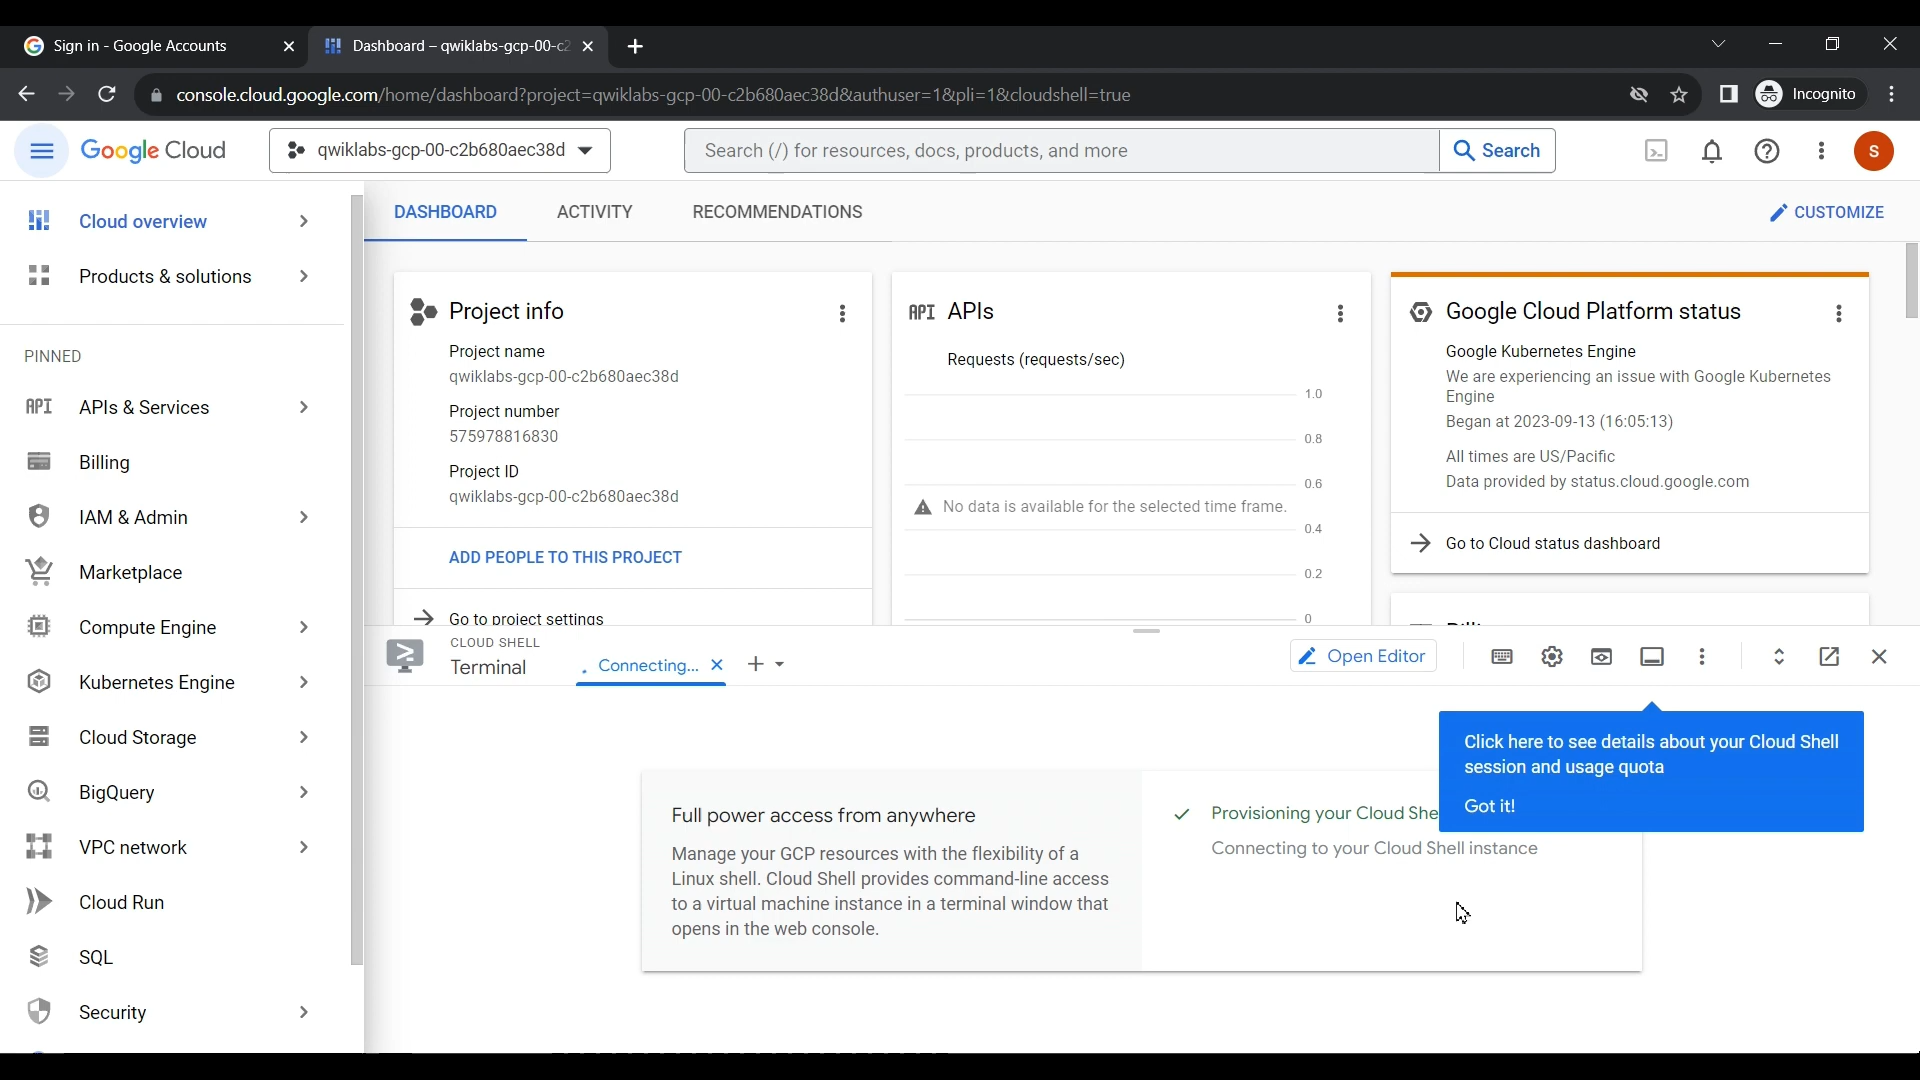 Sign in - Google Accounts
Dashboard – qwiklabs-gcp-00-c2
console.cloud.google.com/home/dashboard?project=qwiklabs-gcp-00-c2b680aec38d&authuser=1&pli=1&cloudshell=true
Incognito
Google Cloud
qwiklabs-gcp-00-c2b680aec38d
Search (/) for resources, docs, products, and more
Search
S
Cloud overview
Products & solutions
PINNED
API APIs & Services
Billing
IAM & Admin
Marketplace
Compute Engine
Kubernetes Engine
Cloud Storage
BigQuery
VPC network
Cloud Run
SQL
Security
DASHBOARD
ACTIVITY
RECOMMENDATIONS
CUSTOMIZE
Project info
Project name
qwiklabs-gcp-00-c2b680aec38d
Project number
575978816830
Project ID
qwiklabs-gcp-00-c2b680aec38d
ADD PEOPLE TO THIS PROJECT
Go to project settings
API APIs
Requests (requests/sec)
1.0
0.8
0.6
No data is available for the selected time frame.
0.4
0.2
0
Google Cloud Platform status
Google Kubernetes Engine
We are experiencing an issue with Google Kubernetes
Engine
Began at 2023-09-13 (16:05:13)
All times are US/Pacific
Data provided by status.cloud.google.com
Go to Cloud status dashboard
CLOUD SHELL
Terminal
Connecting...
Open Editor
Click here to see details about your Cloud Shell
session and usage quota
Got it!
Full power access from anywhere
Manage your GCP resources with the flexibility of a
Linux shell. Cloud Shell provides command-line access
to a virtual machine instance in a terminal window that
opens in the web console.
Provisioning your Cloud She
Connecting to your Cloud Shell instance